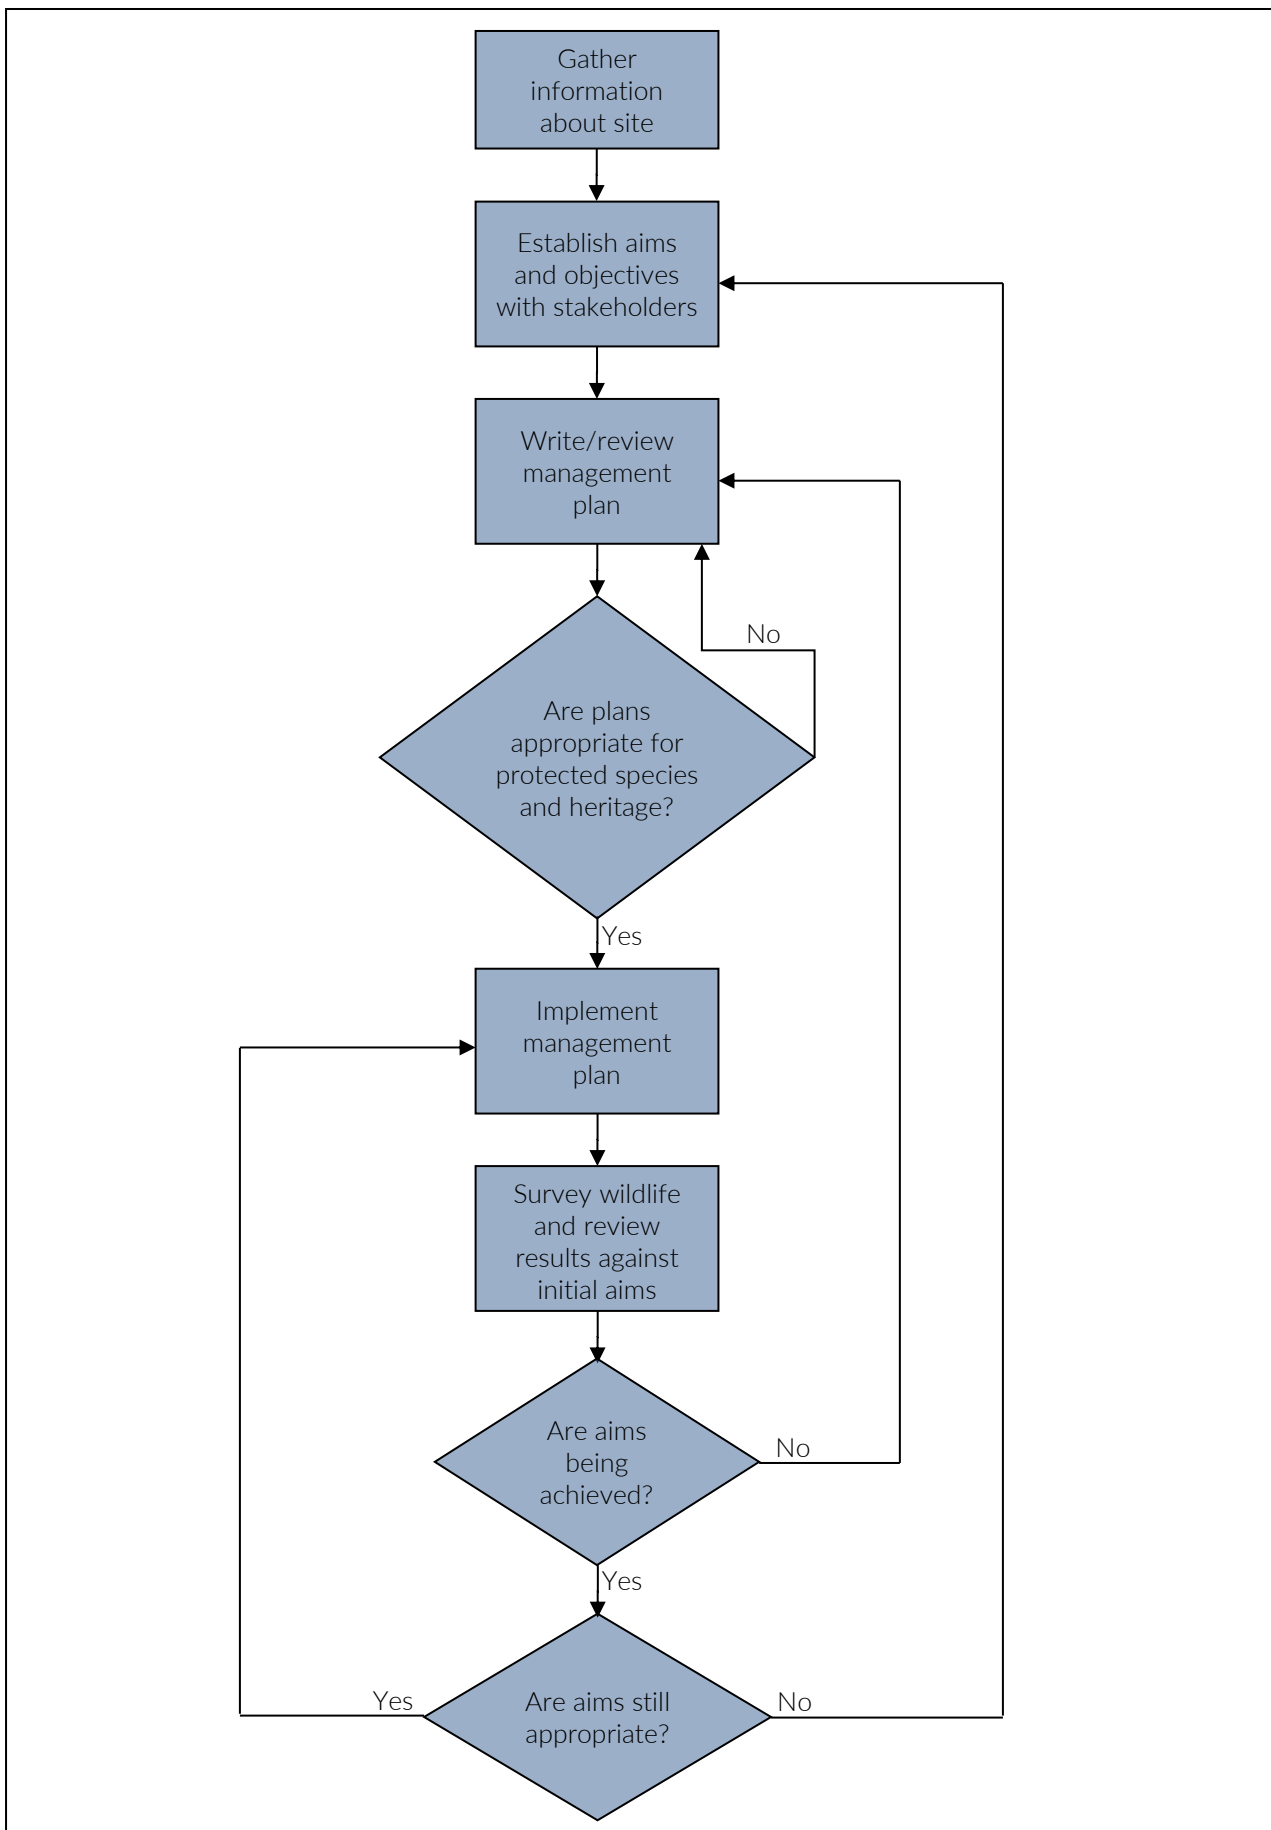 Gather
information
about site
Establish aims
and objectives
with stakeholders
Write/review
management
plan
No
Are plans
appropriate for
protected species
and heritage?
Yes
Implement
management
plan
Survey wildlife
and review
results against
initial aims
Are aims
being
achieved?
No
Yes
Are aims still
appropriate?
Yes
No